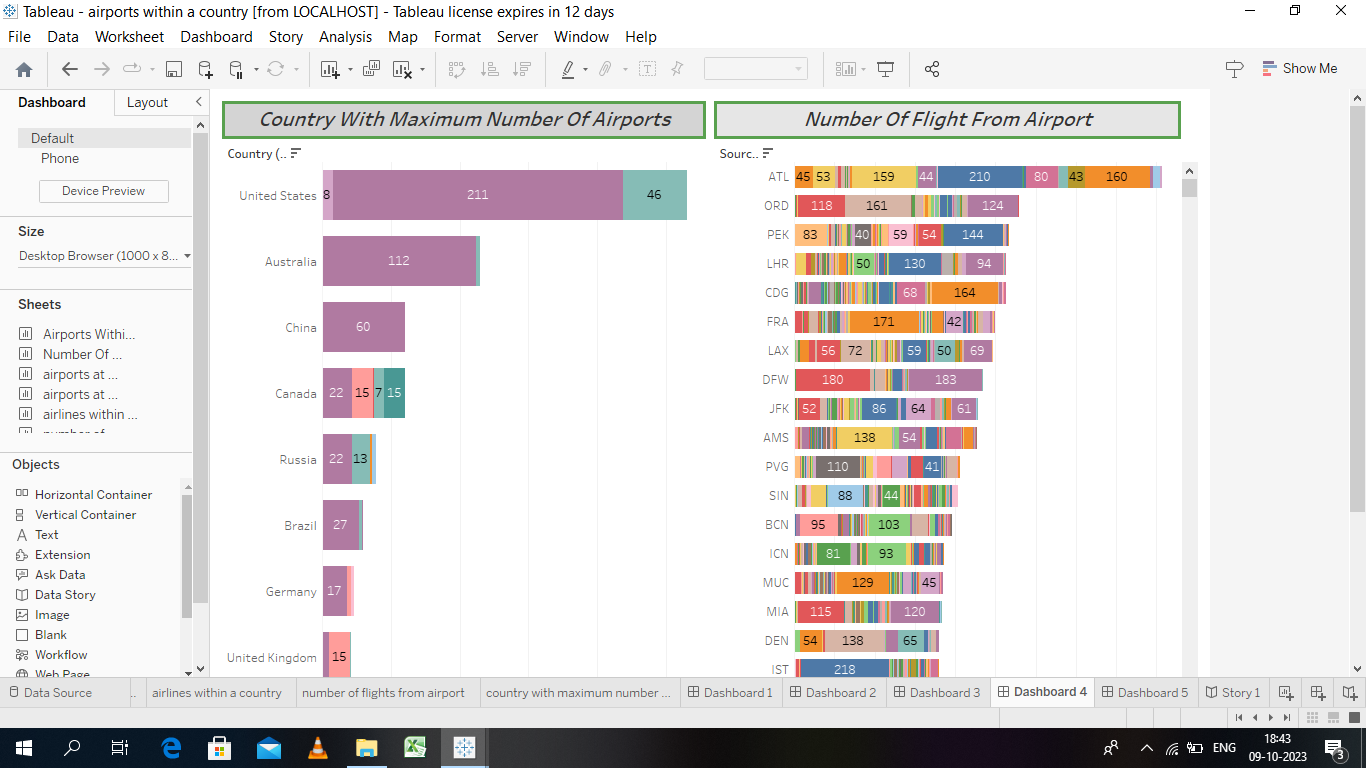 Tableau - airports within a country [from LOCALHOST] - Tableau license expires in 12 days
File Data Worksheet Dashboard Story Analysis Map Format Server Window Help
Show Me
Dashboard Layout
Default
Phone
Device Preview
Size
Desktop Browser (1000 x 8...
Sheets
Airports Withi...
Number Of ...
airports at ...
airports at ...
airlines within ...
number of
Objects
Horizontal Container
Vertical Container
Text
Extension
Ask Data
Data Story
Image
Blank
Workflow
Web Page
Country With Maximum Number Of Airports
Country (..
United States 8 211 46
Australia 112
China 60
Canada 22 15 7 15
Russia 22 13
Brazil 27
Germany 17
United Kingdom 15
Number Of Flight From Airport
Sourc..
ATL 45 53 159 44 210 80 43 160
ORD 118 161 124
PEK 83 40 59 54 144
LHR 50 130 94
CDG 68 164
FRA 171 42
LAX 56 72 59 50 69
DFW 180 183
JFK 52 86 64 61
AMS 138 54
PVG 110 41
SIN 88 44
BCN 95 103
ICN 81 93
MUC 129 45
MIA 115 120
DEN 54 138 65
IST 218
Data Source .. airlines within a country number of flights from airport country with maximum number ... Dashboard 1 Dashboard 2 Dashboard 3 Dashboard 4 Dashboard 5 Story 1
ENG
18:43
09-10-2023
3